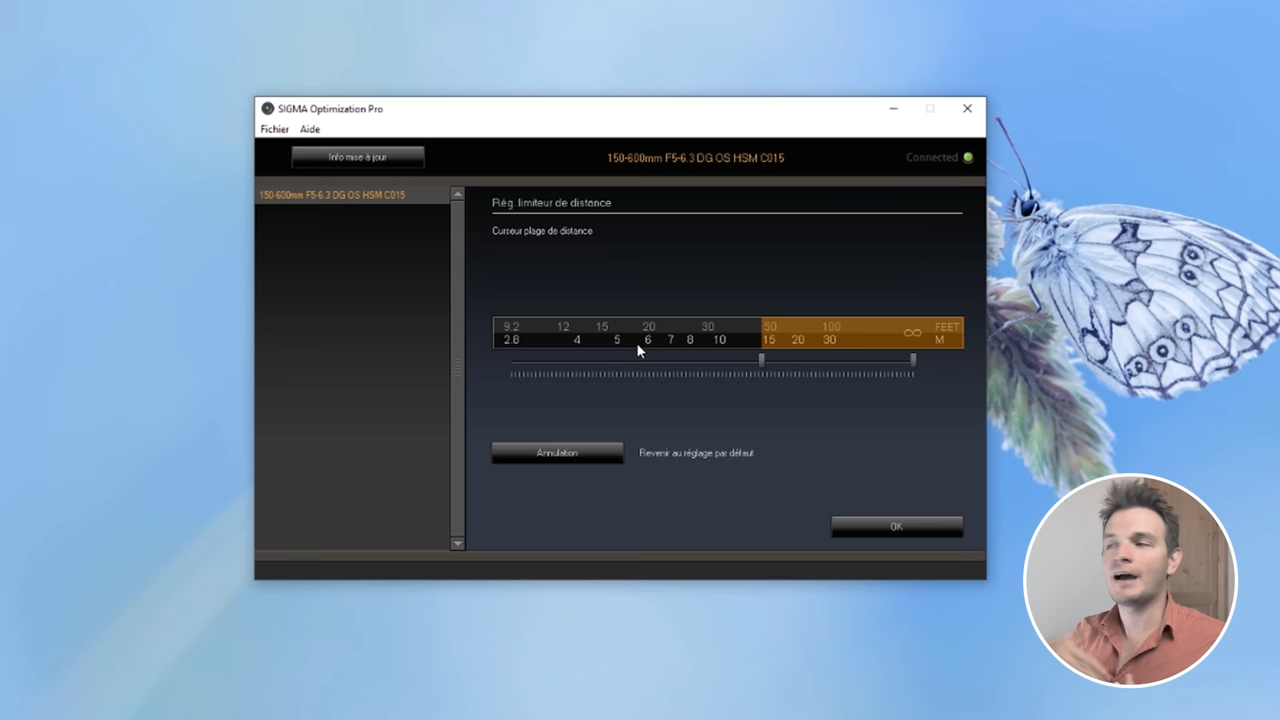 SIGMA Optimization Pro
Fichier Aide
Info mise à jour
150-600mm F5-6.3 DG OS HSM C015
Connected
150-600mm F5-6.3 DG OS HSM C015
Rég. limiteur de distance
Curseur plage de distance
9.2 12 15 20 30 50 100 ∞ FEET
2.8 4 5 6 7 8 10 15 20 30 M
Annulation
Revenir au réglage par défaut
OK